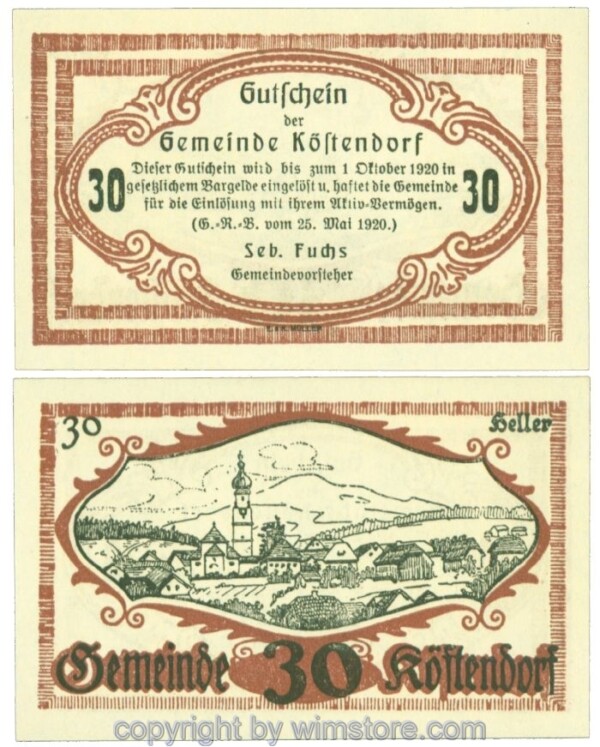 Gutschein
der
Gemeinde Köstendorf
Dieser Gutschein wird bis zum 1 Oktober 1920 in
30 gesetzlichem Bargelde eingelöst u. haftet die Gemeinde 30
für die Einlösung mit ihrem Aktiv-Vermögen.
(G.-R.-B. vom 25. Mai 1920.)
Seb. Fuchs
Gemeindevorsteher
30 Heller
Gemeinde 30 Köstendorf
copyright by wimstore.com